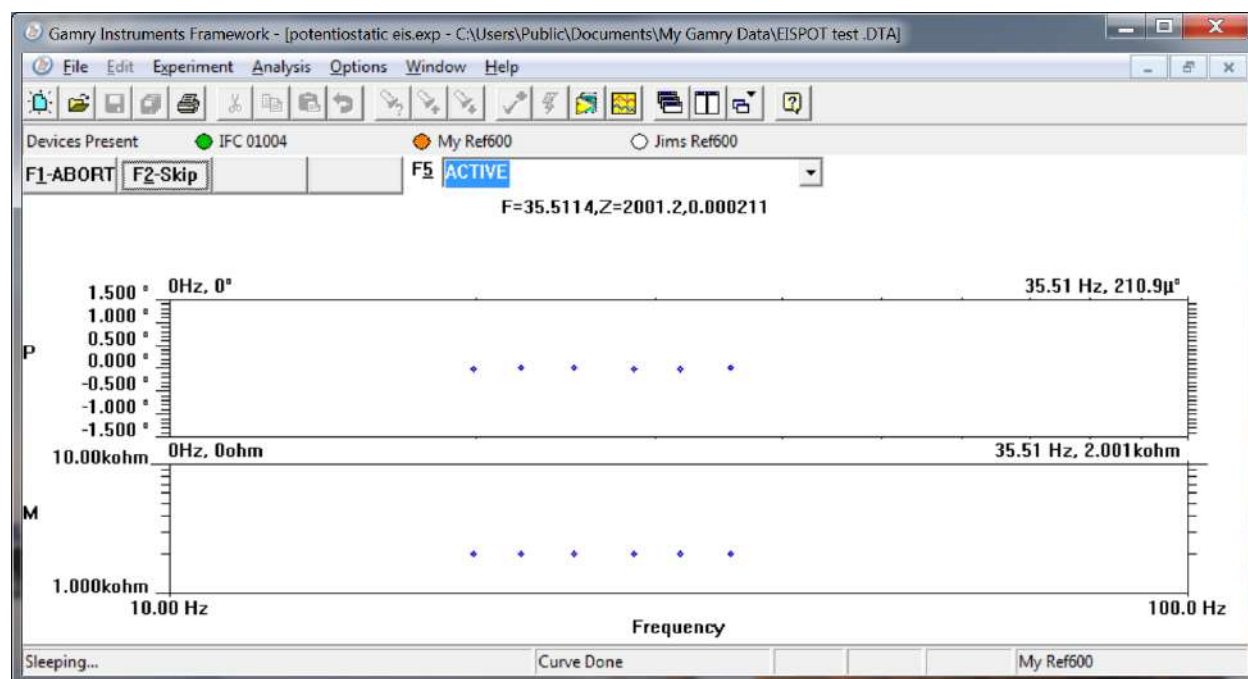 Gamry Instruments Framework - [potentiostatic eis.exp - C:\Users\Public\Documents\My Gamry Data\EISPOT test .DTA]
File Edit Experiment Analysis Options Window Help
Devices Present IFC 01004 My Ref600 Jims Ref600
F1-ABORT F2-Skip F5 ACTIVE
F=35.5114,Z=2001.2,0.000211
0Hz, 0° 35.51 Hz, 210.9µ°
1.500 °
1.000 °
0.500 °
P
0.000 °
-0.500 °
-1.000 °
-1.500 °
0Hz, 0ohm 35.51 Hz, 2.001kohm
10.00kohm
M
1.000kohm
10.00 Hz 100.0 Hz
Frequency
Sleeping... Curve Done My Ref600